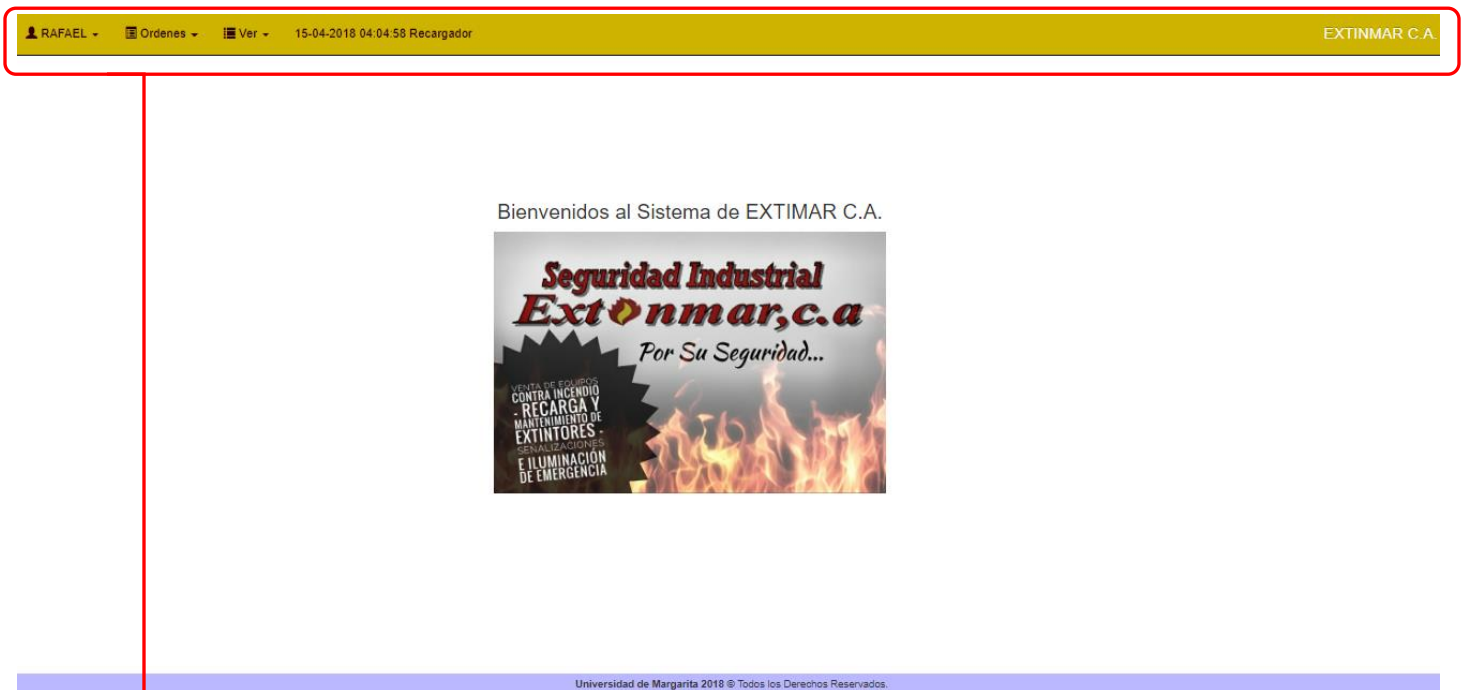 RAFAEL Ordenes Ver 15-04-2018 04:04:58 Recargador EXTINMAR C.A.
Bienvenidos al Sistema de EXTIMAR C.A.
Seguridad Industrial
Ext nmar,c.a
Por Su Seguridad...
VENTA DE EQUIPOS
CONTRA INCENDIO
- RECARGA Y
MANTENIMIENTO DE
EXTINTORES -
SEÑALIZACIONES
E ILUMINACIÓN
DE EMERGENCIA
Universidad de Margarita 2018 © Todos los Derechos Reservados.